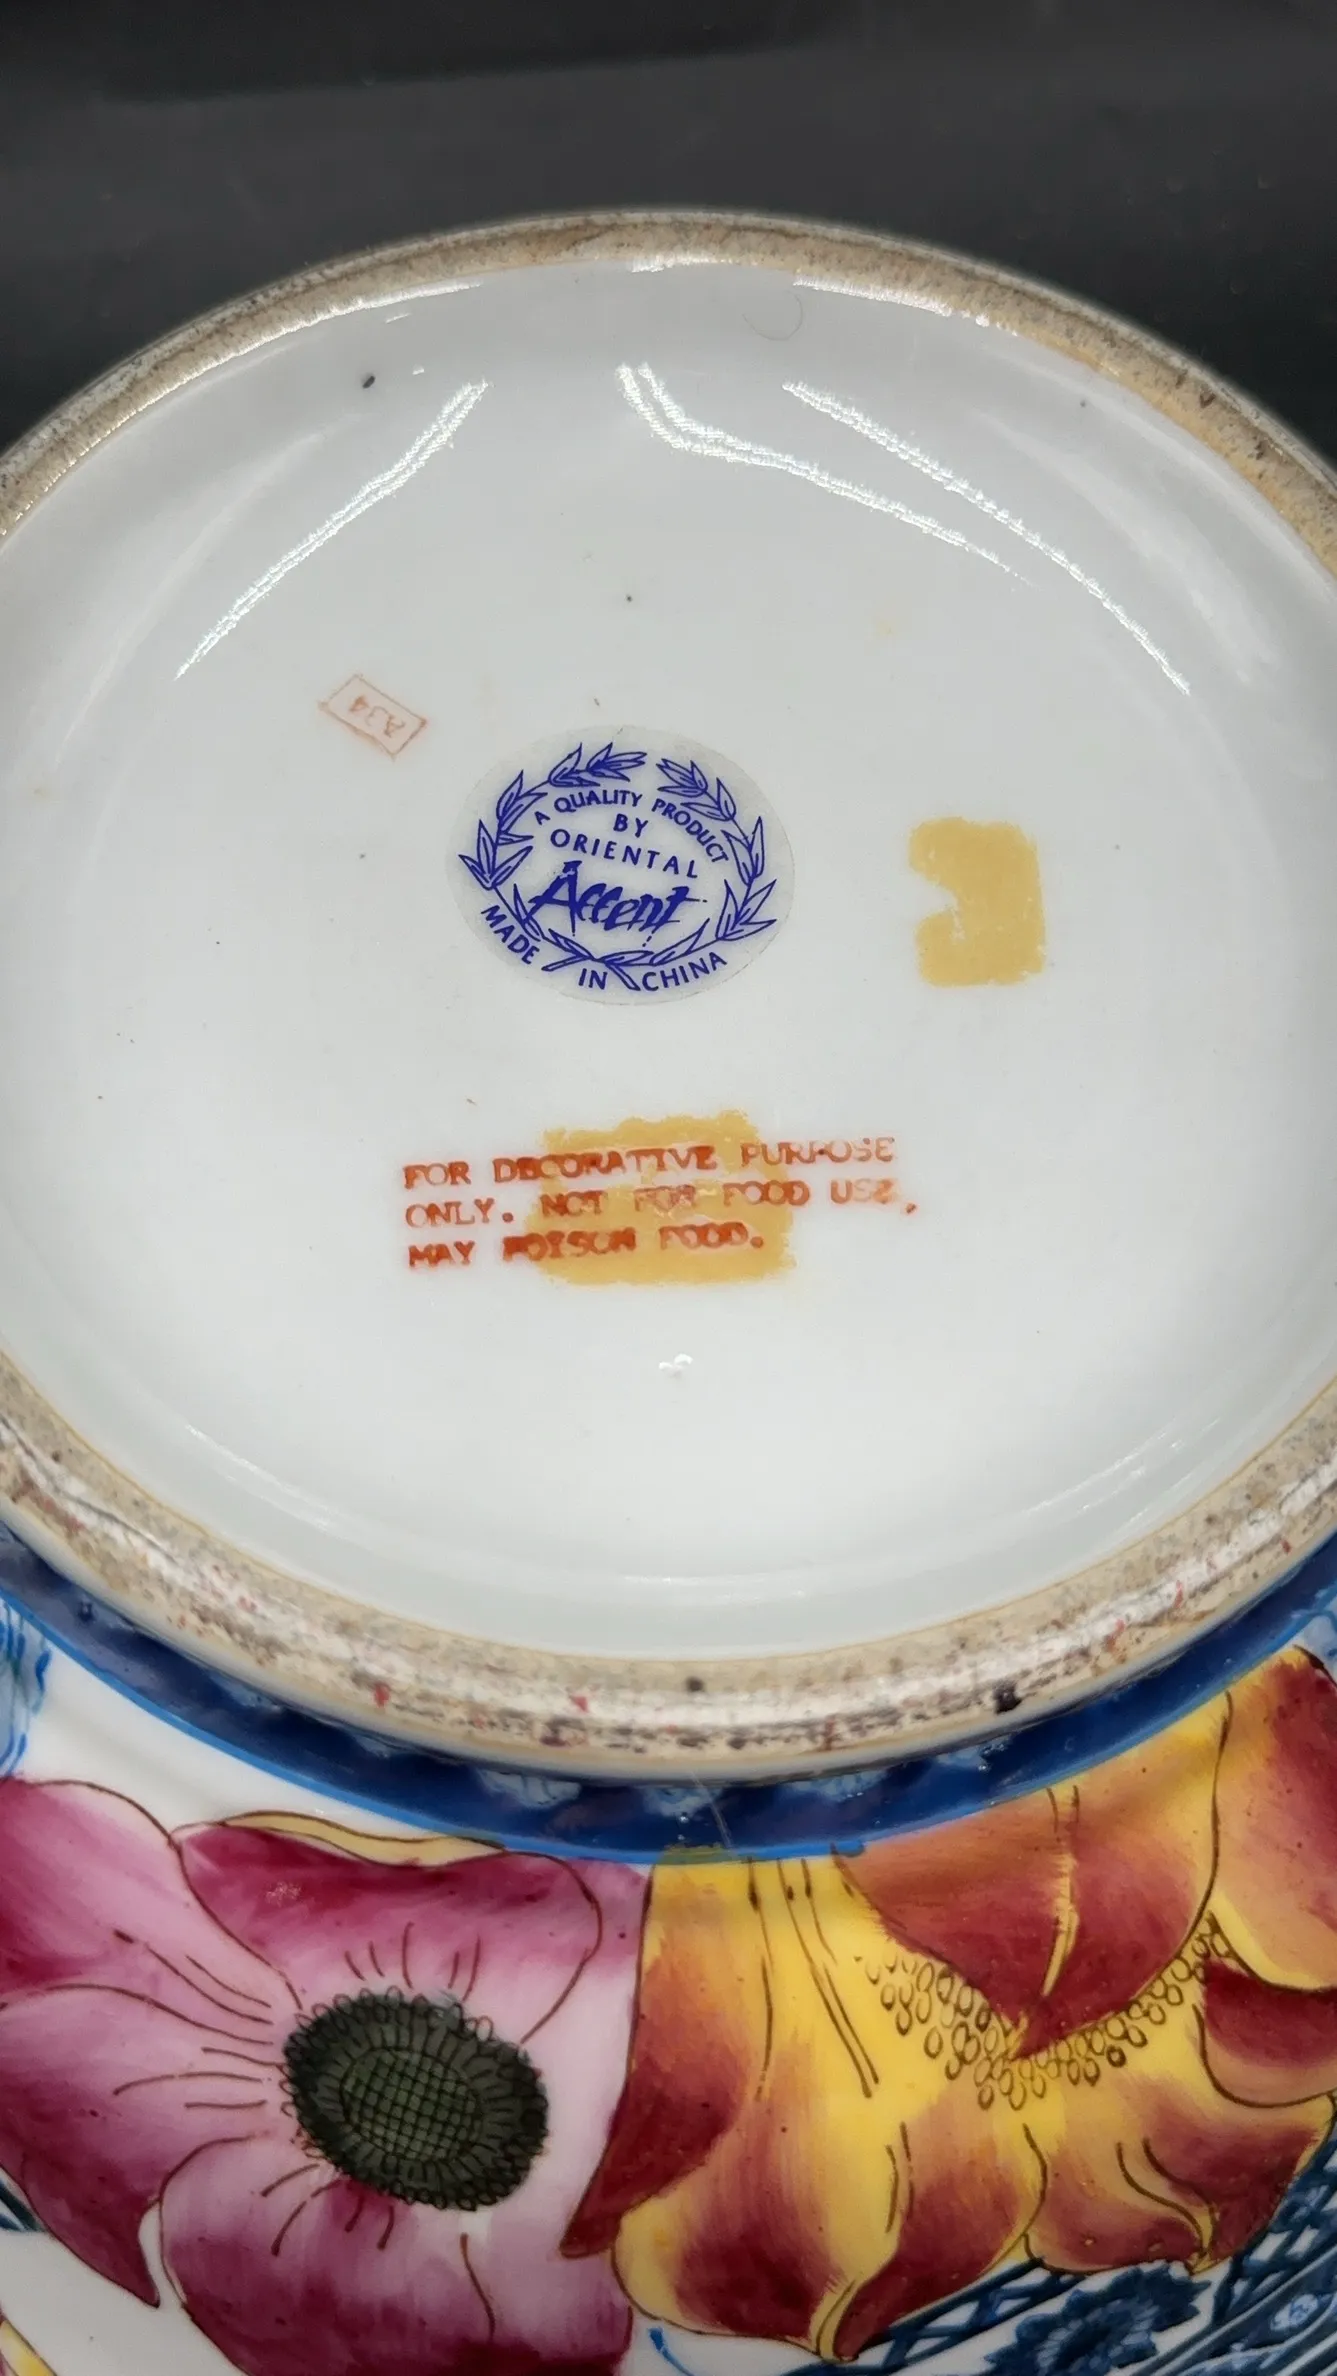 A34
A QUALITY PRODUCT
BY
ORIENTAL
Accent
MADE IN CHINA
FOR DECORATIVE PURPOSE
ONLY. NOT FOR FOOD USE,
MAY POISON FOOD.